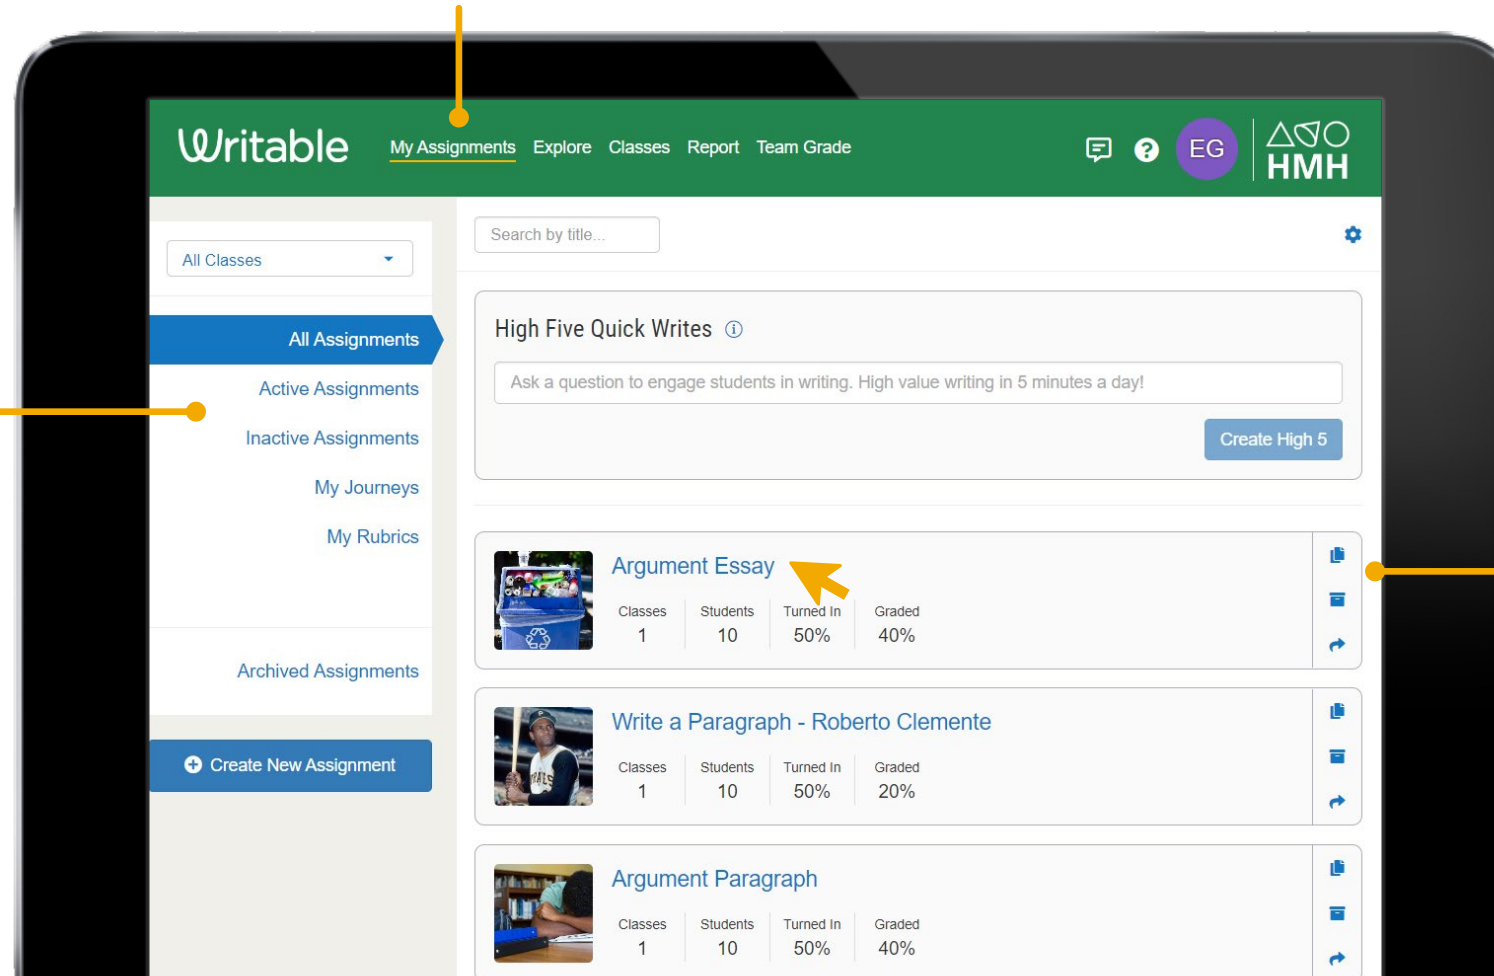 Writable My Assignments Explore Classes Report Team Grade EG HMH
All Classes
Search by title...
All Assignments
Active Assignments
Inactive Assignments
My Journeys
My Rubrics
Archived Assignments
Create New Assignment
High Five Quick Writes
Ask a question to engage students in writing. High value writing in 5 minutes a day!
Create High 5
Argument Essay
Classes Students Turned In Graded
1 10 50% 40%
Write a Paragraph - Roberto Clemente
Classes Students Turned In Graded
1 10 50% 20%
Argument Paragraph
Classes Students Turned In Graded
1 10 50% 40%